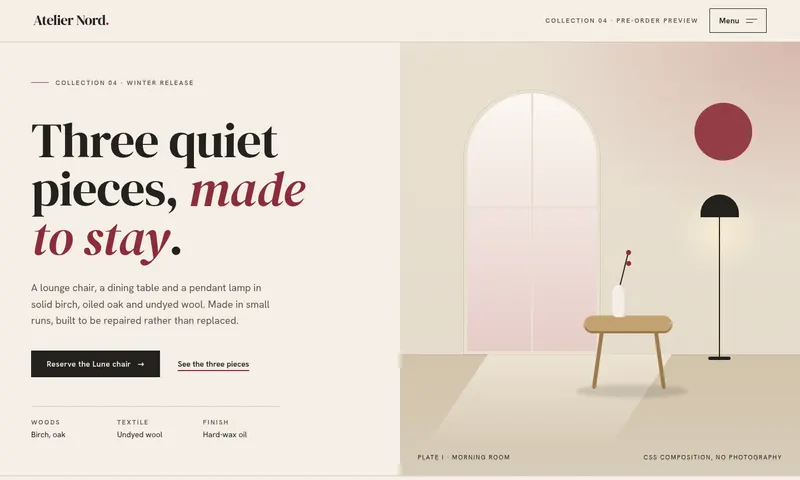 Atelier Nord.
COLLECTION 04 · PRE-ORDER PREVIEW
Menu
COLLECTION 04 · WINTER RELEASE
Three quiet
pieces, made
to stay.
A lounge chair, a dining table and a pendant lamp in
solid birch, oiled oak and undyed wool. Made in small
runs, built to be repaired rather than replaced.
Reserve the Lune chair →
See the three pieces
WOODS
Birch, oak
TEXTILE
Undyed wool
FINISH
Hard-wax oil
PLATE I · MORNING ROOM
CSS COMPOSITION, NO PHOTOGRAPHY